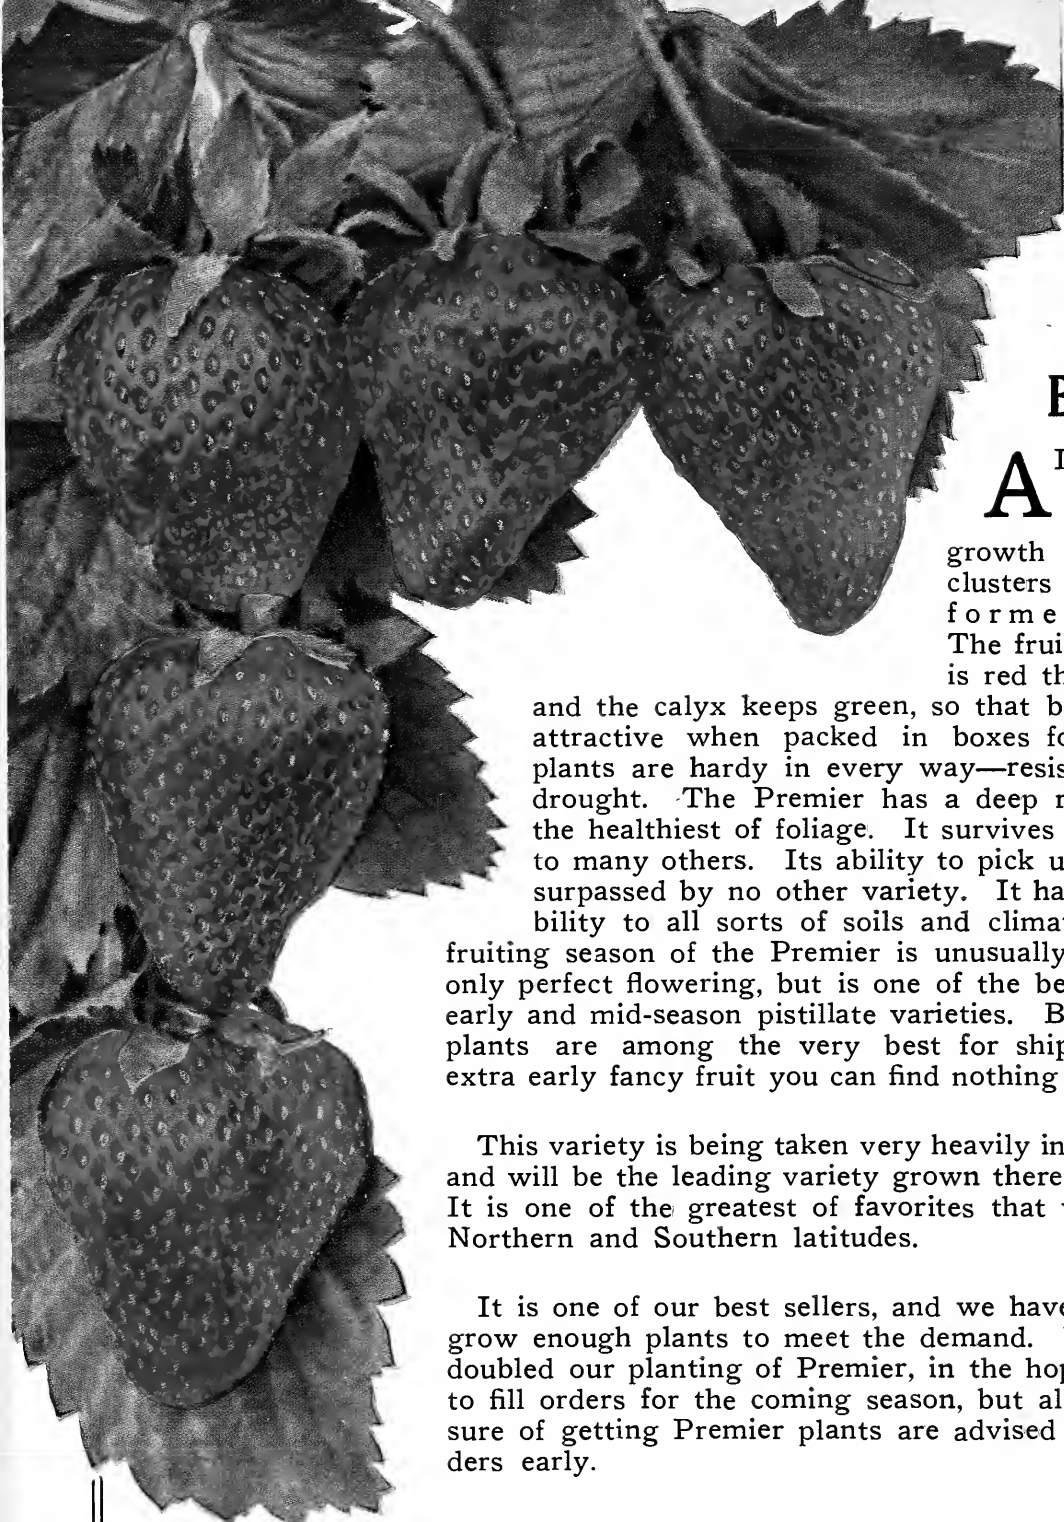 A
growth
clusters
forme
The frui
is red th
and the calyx keeps green, so that b
attractive when packed in boxes fo
plants are hardy in every way—resis
drought. The Premier has a deep r
the healthiest of foliage. It survives
to many others. Its ability to pick u
surpassed by no other variety. It ha
bility to all sorts of soils and clima
fruiting season of the Premier is unusually
only perfect flowering, but is one of the be
early and mid-season pistillate varieties. B
plants are among the very best for ship
extra early fancy fruit you can find nothing
This variety is being taken very heavily in
and will be the leading variety grown there
It is one of the greatest of favorites that
Northern and Southern latitudes.
It is one of our best sellers, and we have
grow enough plants to meet the demand.
doubled our planting of Premier, in the hop
to fill orders for the coming season, but al
sure of getting Premier plants are advised
ders early.